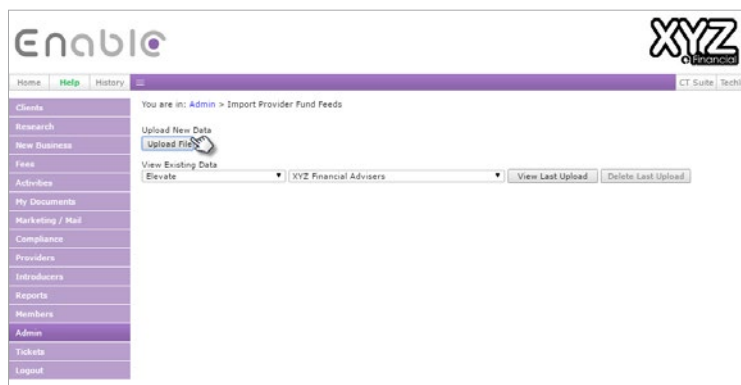 Enable
XYZ
Financial
Home Help History
CT Suite Tech
You are in: Admin > Import Provider Fund Feeds
Clients
Research
New Business
Fees
Activities
My Documents
Marketing / Mail
Compliance
Providers
Introducers
Reports
Members
Admin
Tickets
Logout
Upload New Data
Upload File
View Existing Data
Elevate XYZ Financial Advisers View Last Upload Delete Last Upload